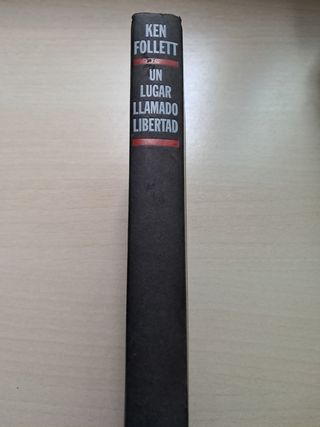 KEN
FOLLETT
UN
LUGAR
LLAMADO
LIBERTAD